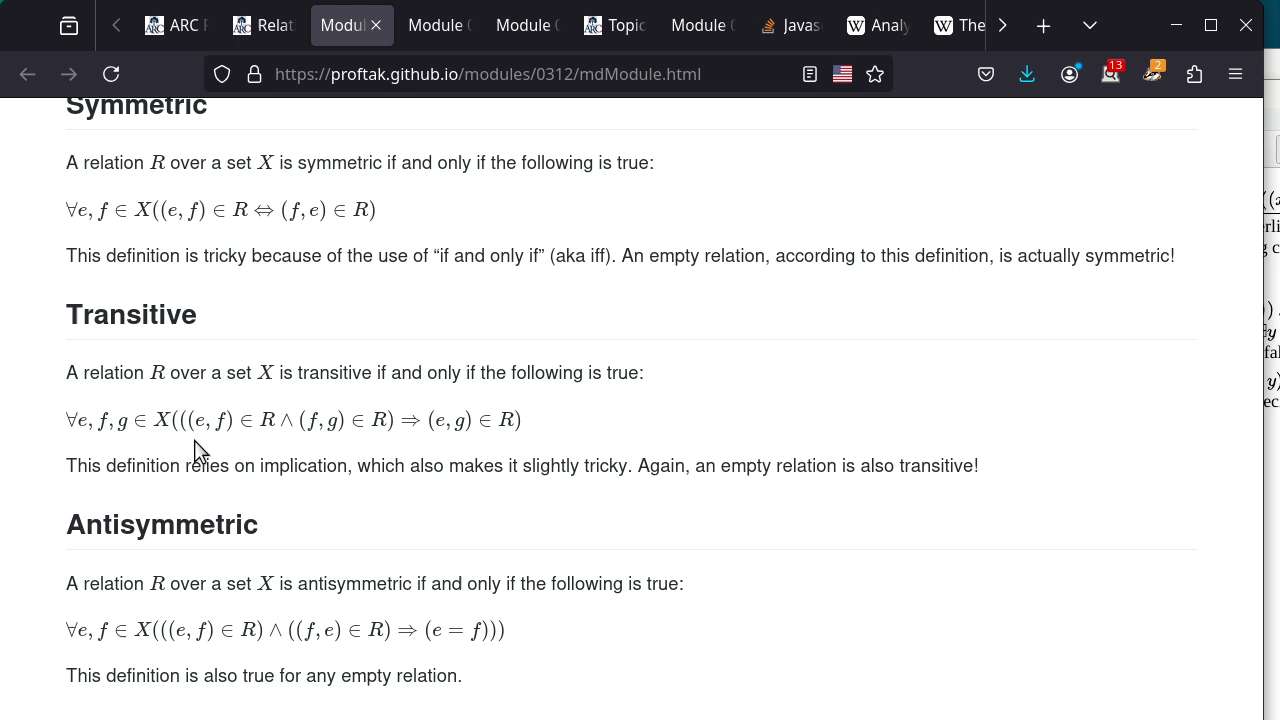 ARC
Relat
Modul
Module (
Module (
Topic
Module (
Javas
Analy
The
https://proftak.github.io/modules/0312/mdModule.html
13
2
Symmetric
A relation R over a set X is symmetric if and only if the following is true:
∀e, f ∈ X((e, f) ∈ R ⇔ (f, e) ∈ R)
This definition is tricky because of the use of “if and only if” (aka iff). An empty relation, according to this definition, is actually symmetric!
Transitive
A relation R over a set X is transitive if and only if the following is true:
∀e, f, g ∈ X(((e, f) ∈ R ∧ (f, g) ∈ R) ⇒ (e, g) ∈ R)
This definition relies on implication, which also makes it slightly tricky. Again, an empty relation is also transitive!
Antisymmetric
A relation R over a set X is antisymmetric if and only if the following is true:
∀e, f ∈ X(((e, f) ∈ R) ∧ ((f, e) ∈ R) ⇒ (e = f)))
This definition is also true for any empty relation.